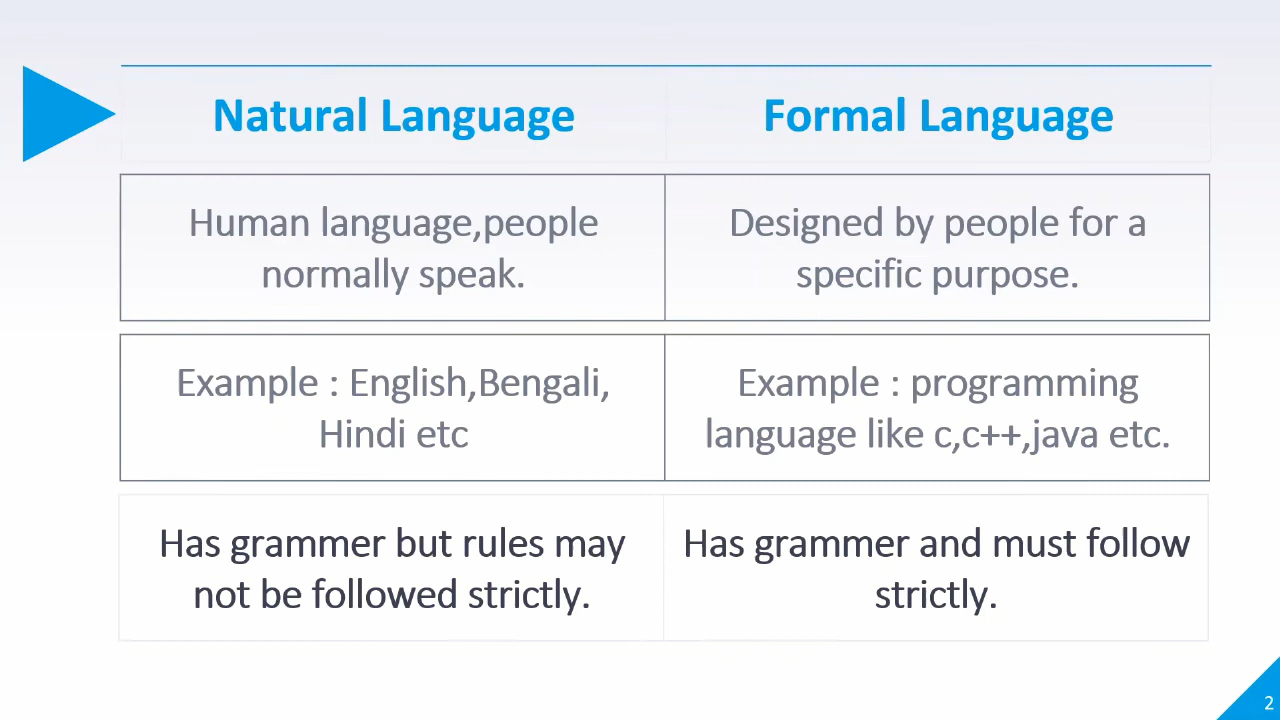 Natural Language
Formal Language
Human language,people
normally speak.
Designed by people for a
specific purpose.
Example : English,Bengali,
Hindi etc
Example : programming
language like c,c++,java etc.
Has grammer but rules may
not be followed strictly.
Has grammer and must follow
strictly.
2